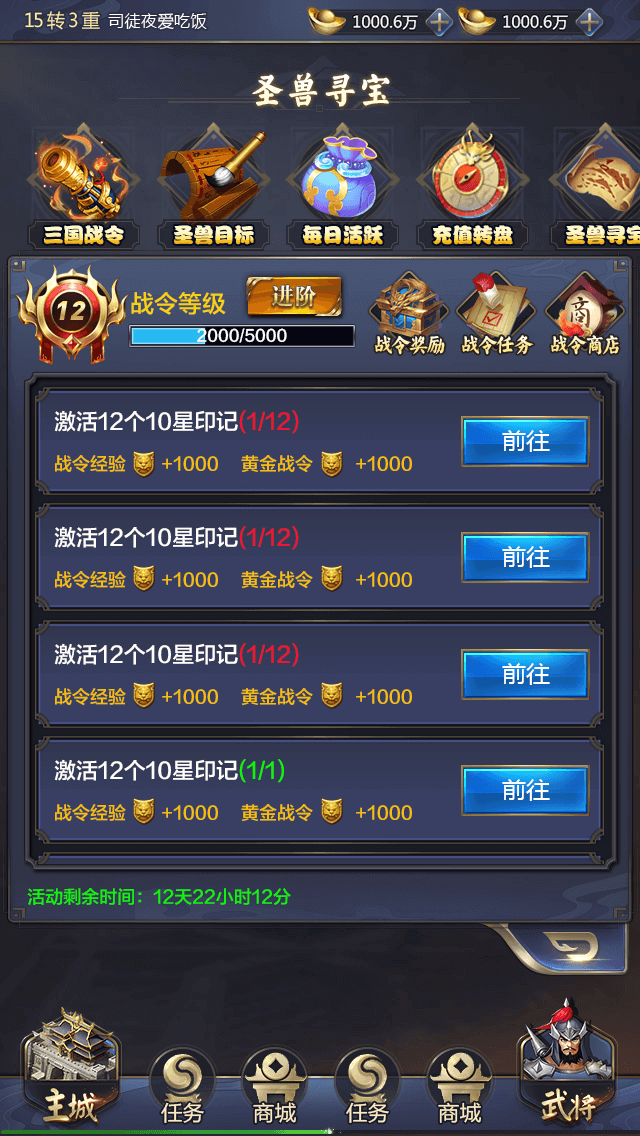 15转3重 司徒夜爱吃饭 1000.6万 1000.6万
圣兽寻宝
三国战令 圣兽目标 每日活跃 充值转盘 圣兽寻宝
12 战令等级 进阶
2000/5000
商
战令奖励 战令任务 战令商店
激活12个10星印记(1/12)
前往
战令经验 +1000 黄金战令 +1000
激活12个10星印记(1/12)
前往
战令经验 +1000 黄金战令 +1000
激活12个10星印记(1/12)
前往
战令经验 +1000 黄金战令 +1000
激活12个10星印记(1/1)
前往
战令经验 +1000 黄金战令 +1000
活动剩余时间：12天22小时12分
主城 任务 商城 任务 商城 武将